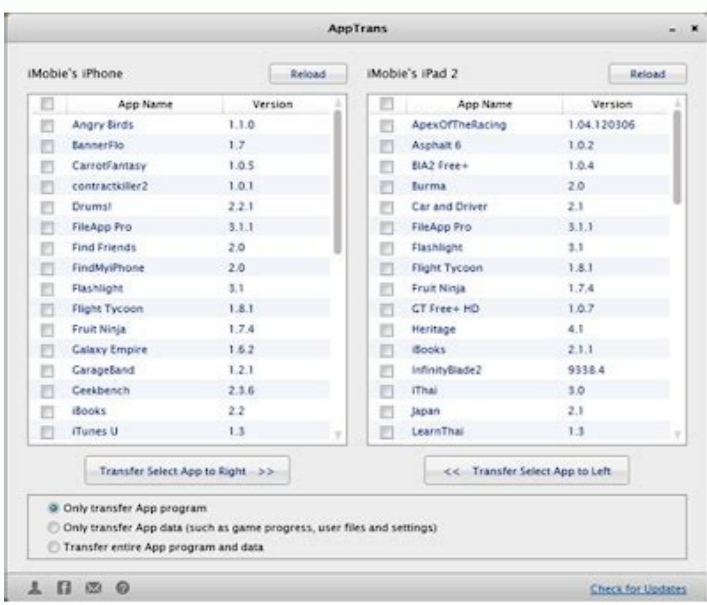 AppTrans
iMobie's iPhone Reload
App Name Version
Angry Birds 1.1.0
BannerFlo 1.7
CarrotFantasy 1.0.5
contractkiller2 1.0.1
Drums! 2.2.1
FileApp Pro 3.1.1
Find Friends 2.0
FindMyiPhone 2.0
Flashlight 3.1
Flight Tycoon 1.8.1
Fruit Ninja 1.7.4
Galaxy Empire 1.6.2
GarageBand 1.2.1
Geekbench 2.3.6
iBooks 2.2
iTunes U 1.3
Transfer Select App to Right >>
iMobie's iPad 2 Reload
App Name Version
ApexOfTheRacing 1.04.120306
Asphalt 6 1.0.2
BIA2 Free+ 1.0.4
Burma 2.0
Car and Driver 2.1
FileApp Pro 3.1.1
Flashlight 3.1
Flight Tycoon 1.8.1
Fruit Ninja 1.7.4
GT Free+ HD 1.0.7
Heritage 4.1
iBooks 2.1.1
InfinityBlade2 9338.4
iThai 3.0
Japan 2.1
LearnThai 1.3
<< Transfer Select App to Left
Only transfer App program
Only transfer App data (such as game progress, user files and settings)
Transfer entire App program and data
Check for Updates